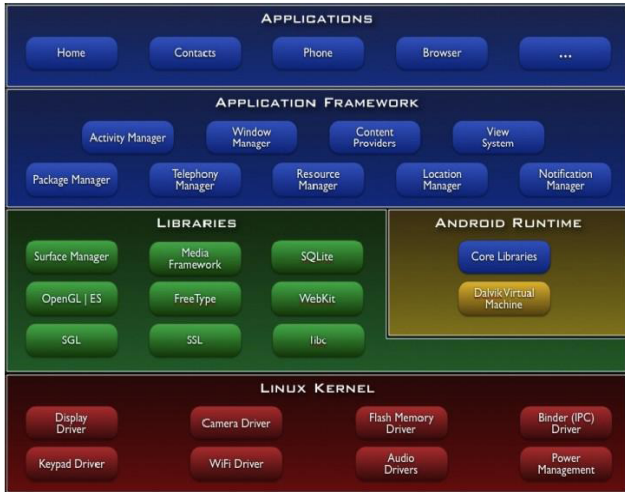 APPLICATIONS
Home Contacts Phone Browser ...
APPLICATION FRAMEWORK
Activity Manager Window Manager Content Providers View System
Package Manager Telephony Manager Resource Manager Location Manager Notification Manager
LIBRARIES
Surface Manager Media Framework SQLite
OpenGL | ES FreeType WebKit
SGL SSL libc
ANDROID RUNTIME
Core Libraries
Dalvik Virtual Machine
LINUX KERNEL
Display Driver Camera Driver Flash Memory Driver Binder (IPC) Driver
Keypad Driver WiFi Driver Audio Drivers Power Management